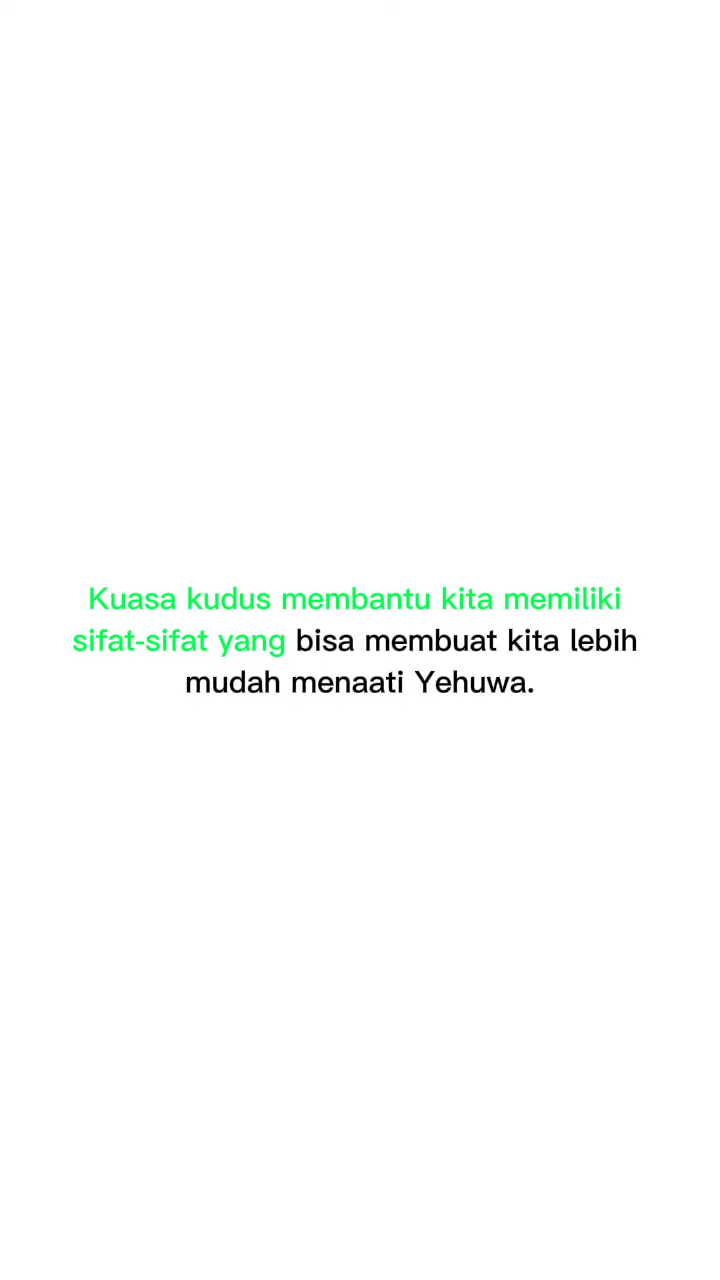 Kuasa kudus membantu kita memiliki
sifat-sifat yang bisa membuat kita lebih
mudah menaati Yehuwa.